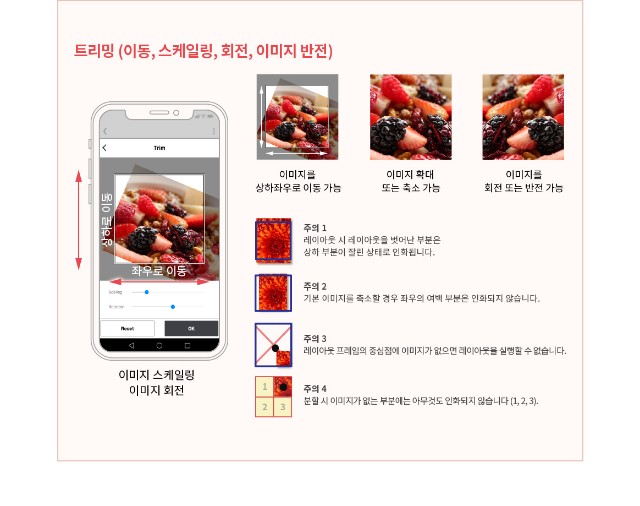 트리밍 (이동, 스케일링, 회전, 이미지 반전)
Trim
상하로 이동
좌우로 이동
Scaling
Rotation
Reset
OK
이미지 스케일링
이미지 회전
이미지를
상하좌우로 이동 가능
이미지 확대
또는 축소 가능
이미지를
회전 또는 반전 가능
주의 1
레이아웃 시 레이아웃을 벗어난 부분은
상하 부분이 잘린 상태로 인화됩니다.
주의 2
기본 이미지를 축소할 경우 좌우의 여백 부분은 인화되지 않습니다.
주의 3
레이아웃 프레임의 중심점에 이미지가 없으면 레이아웃을 실행할 수 없습니다.
1
2 3
주의 4
분할 시 이미지가 없는 부분에는 아무것도 인화되지 않습니다 (1, 2, 3).